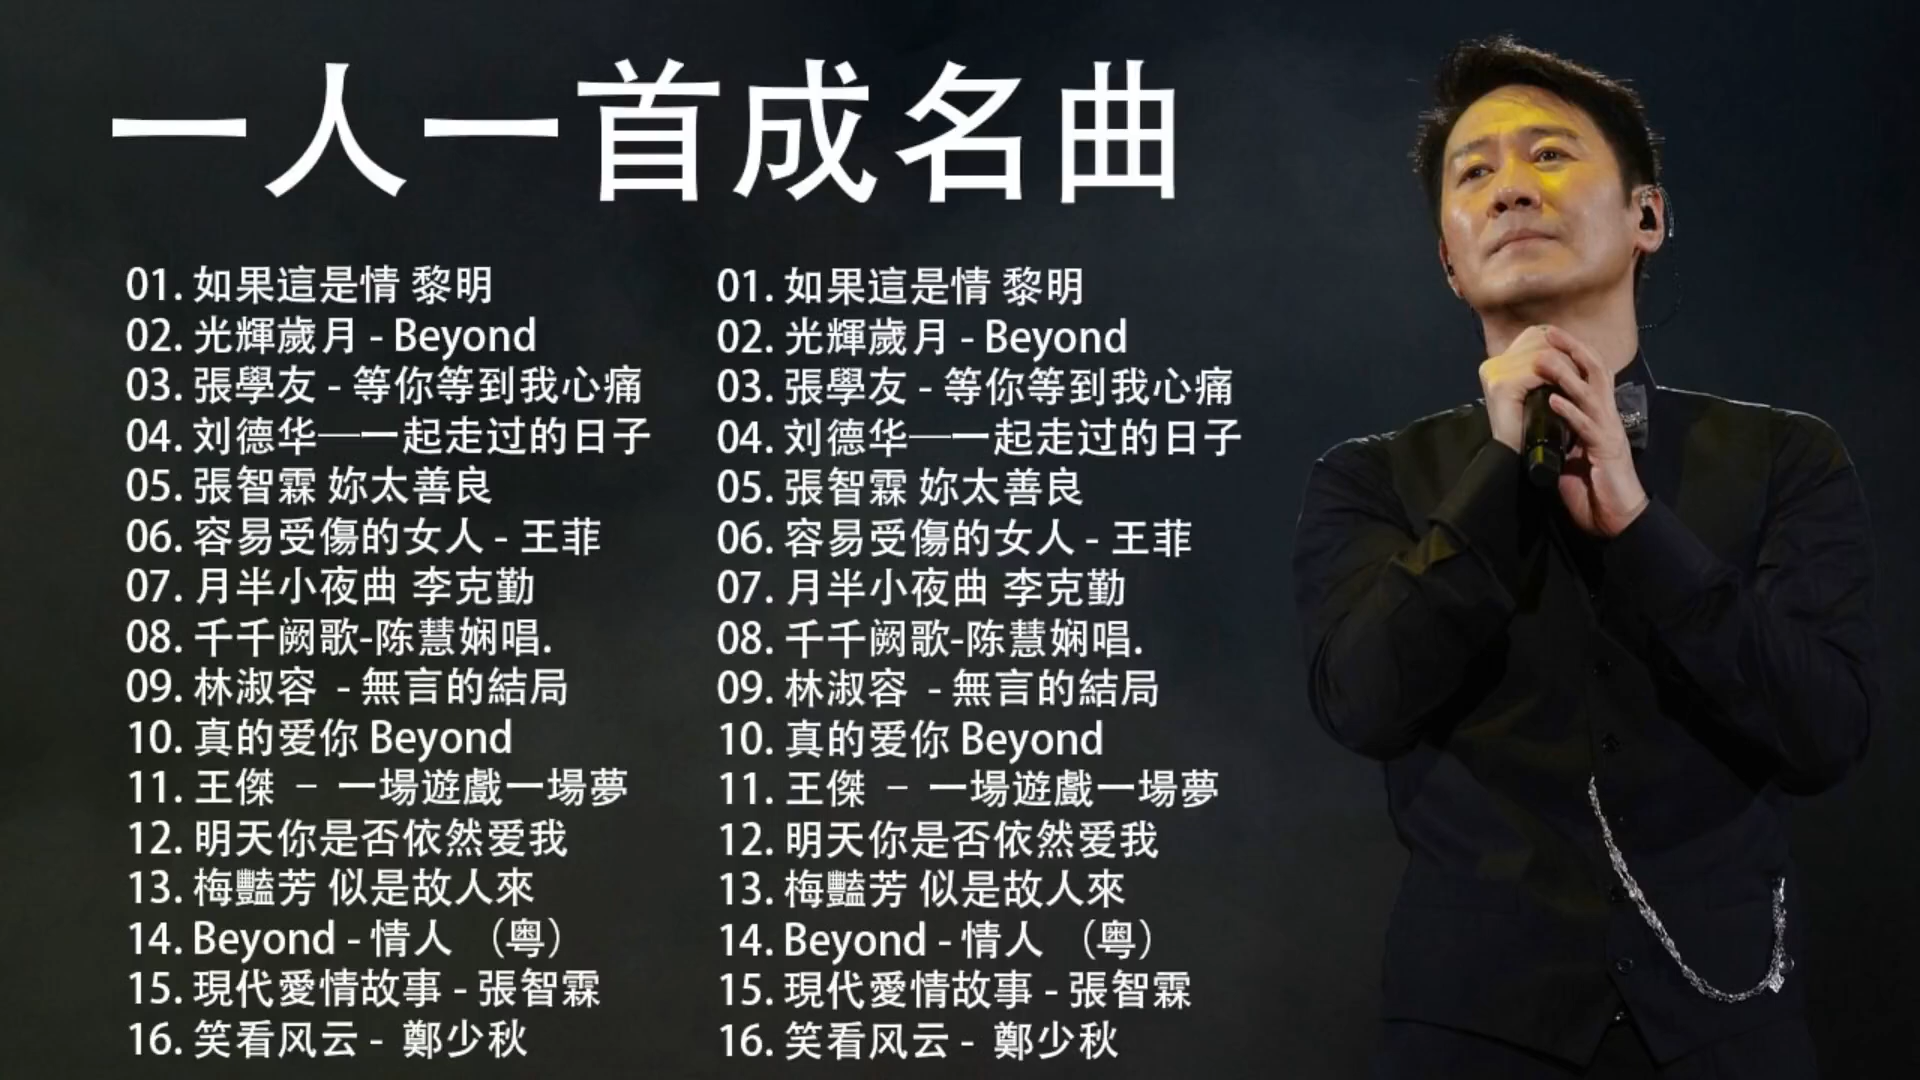 一人一首成名曲
01. 如果這是情 黎明
02. 光輝歲月 - Beyond
03. 張學友 - 等你等到我心痛
04. 刘德华—一起走过的日子
05. 張智霖 妳太善良
06. 容易受傷的女人 - 王菲
07. 月半小夜曲 李克勤
08. 千千阙歌-陈慧娴唱.
09. 林淑容 - 無言的結局
10. 真的爱你 Beyond
11. 王傑 – 一場遊戲一場夢
12. 明天你是否依然爱我
13. 梅豔芳 似是故人來
14. Beyond - 情人 （粵）
15. 現代愛情故事 - 張智霖
16. 笑看风云 - 鄭少秋
01. 如果這是情 黎明
02. 光輝歲月 - Beyond
03. 張學友 - 等你等到我心痛
04. 刘德华—一起走过的日子
05. 張智霖 妳太善良
06. 容易受傷的女人 - 王菲
07. 月半小夜曲 李克勤
08. 千千阙歌-陈慧娴唱.
09. 林淑容 - 無言的結局
10. 真的爱你 Beyond
11. 王傑 – 一場遊戲一場夢
12. 明天你是否依然爱我
13. 梅豔芳 似是故人來
14. Beyond - 情人 （粵）
15. 現代愛情故事 - 張智霖
16. 笑看风云 - 鄭少秋